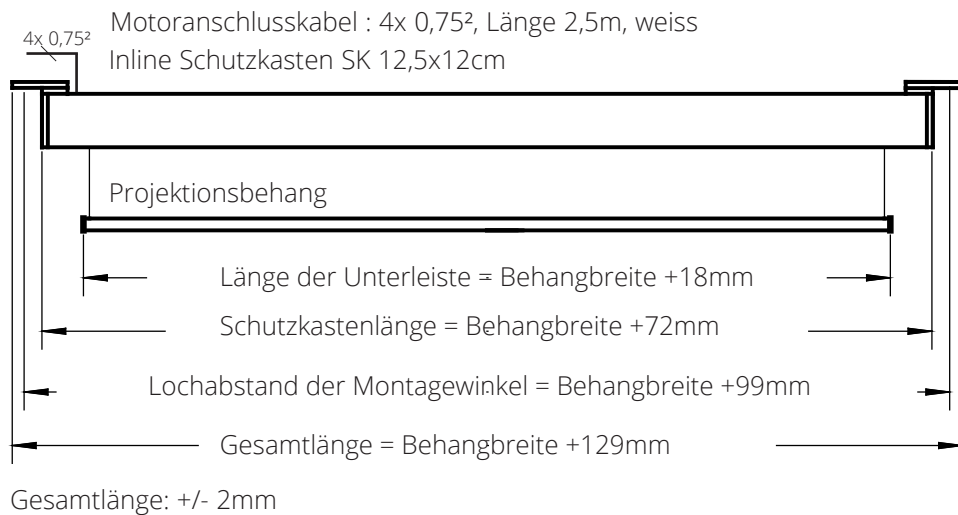 Motoranschlusskabel : 4x 0,75², Länge 2,5m, weiss
4x 0,75²
Inline Schutzkasten SK 12,5x12cm
Projektionsbehang
Länge der Unterleiste = Behangbreite +18mm
Schutzkastenlänge = Behangbreite +72mm
Lochabstand der Montagewinkel = Behangbreite +99mm
Gesamtlänge = Behangbreite +129mm
Gesamtlänge: +/- 2mm